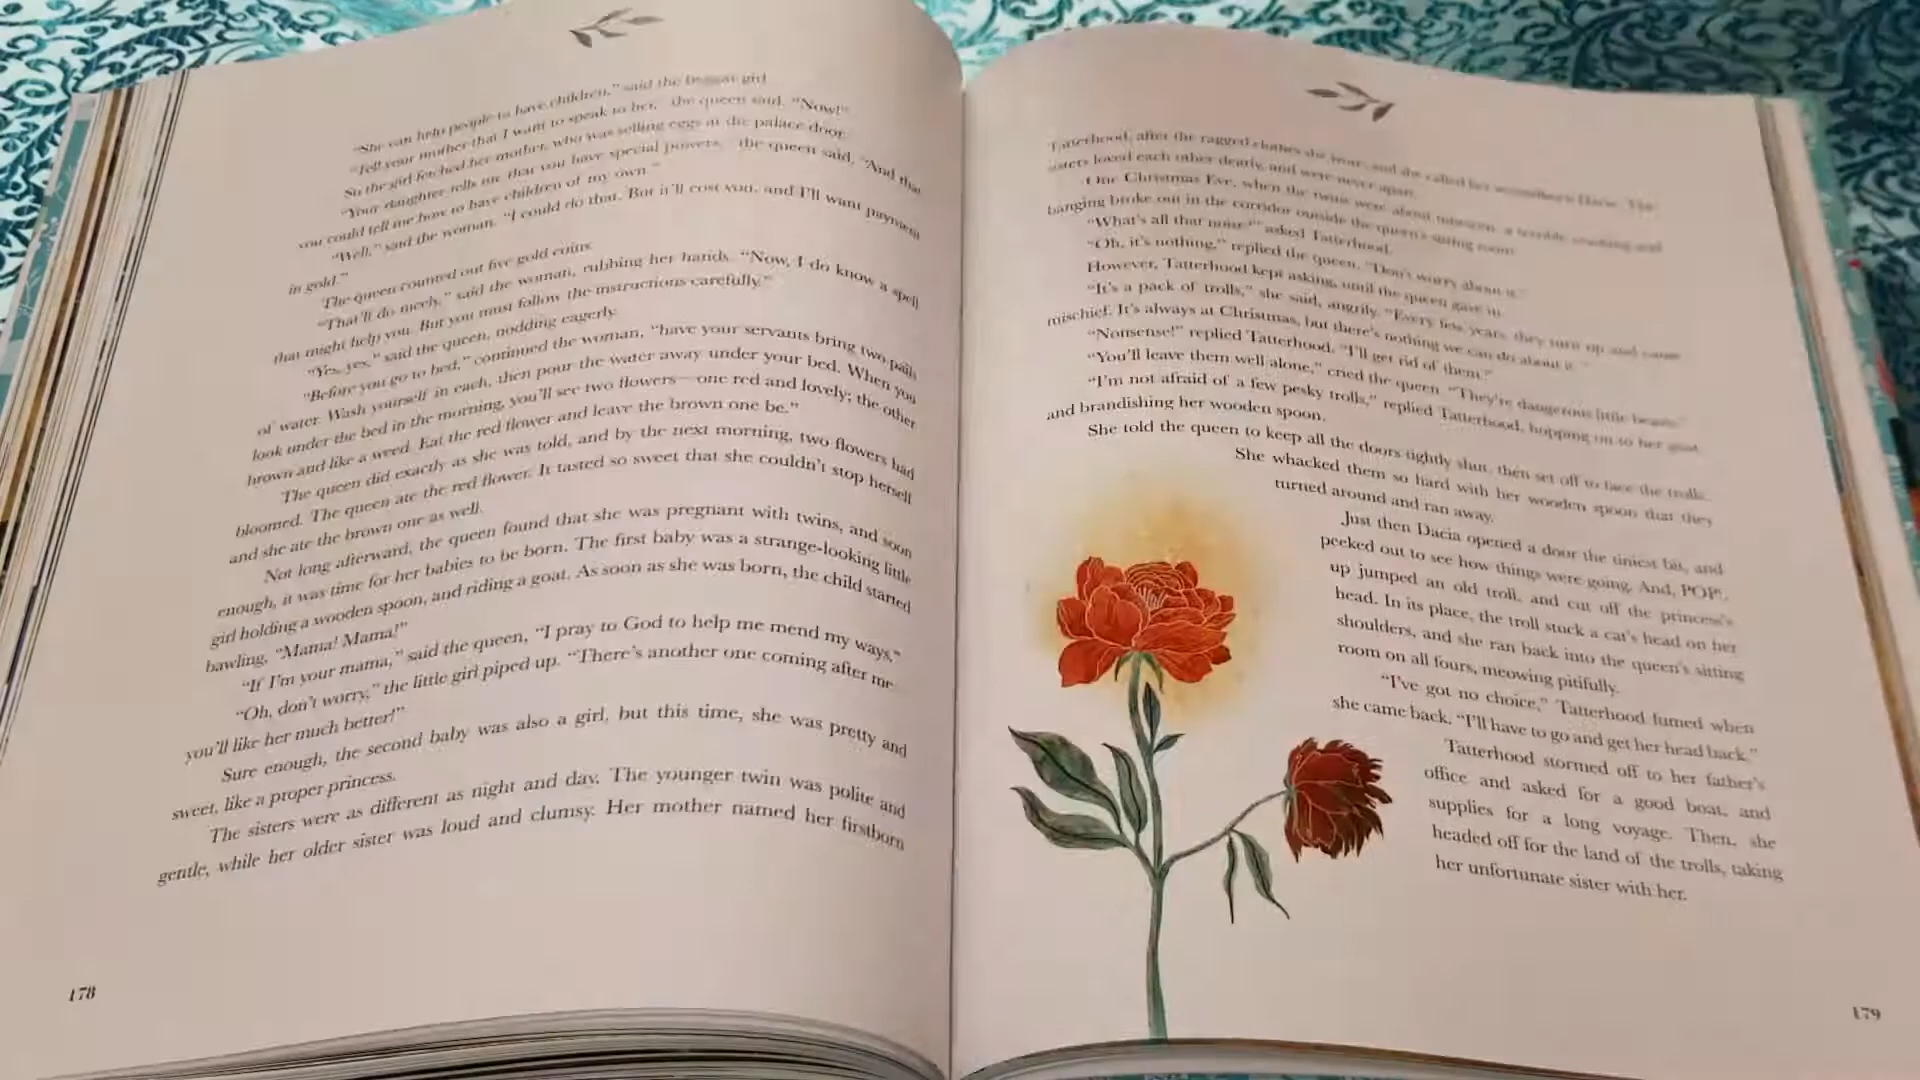 "She can help people to have children," said the beggar girl.
"Tell your mother that I want to speak to her," the queen said. "Now!"
So the girl fetched her mother, who was selling eggs at the palace door.
"Your daughter tells me that you have special powers," the queen said, "And that
you could tell me how to have children of my own."
"Well," said the woman. "I could do that. But it'll cost you, and I'll want payment
in gold."
The queen counted out five gold coins.
"That'll do nicely," said the woman, rubbing her hands. "Now, I do know a spell
that might help you. But you must follow the instructions carefully."
"Yes, yes," said the queen, nodding eagerly.
"Before you go to bed," continued the woman, "have your servants bring two pails
of water. Wash yourself in each, then pour the water away under your bed. When you
look under the bed in the morning, you'll see two flowers—one red and lovely; the other
brown and like a weed. Eat the red flower and leave the brown one be."
The queen did exactly as she was told, and by the next morning, two flowers had
bloomed. The queen ate the red flower. It tasted so sweet that she couldn't stop herself
and she ate the brown one as well.
Not long afterward, the queen found that she was pregnant with twins, and soon
enough, it was time for her babies to be born. The first baby was a strange-looking little
girl holding a wooden spoon, and riding a goat. As soon as she was born, the child started
bawling, "Mama! Mama!"
"If I'm your mama," said the queen, "I pray to God to help me mend my ways."
"Oh, don't worry," the little girl piped up. "There's another one coming after me
you'll like her much better!"
Sure enough, the second baby was also a girl, but this time, she was pretty and
sweet, like a proper princess.
The sisters were as different as night and day. The younger twin was polite and
gentle, while her older sister was loud and clumsy. Her mother named her firstborn
178
Tatterhood, after the ragged clothes she wore, and she called her secondborn Dacia. The
sisters loved each other dearly, and were never apart.
One Christmas Eve, when the twins were about nineteen, a terrible crashing and
banging broke out in the corridor outside the queen's sitting room.
"What's all that noise?" asked Tatterhood.
"Oh, it's nothing," replied the queen. "Don't worry about it."
However, Tatterhood kept asking, until the queen gave in.
"It's a pack of trolls," she said, angrily. "Every few years, they turn up and cause
mischief. It's always at Christmas, but there's nothing we can do about it."
"Nonsense!" replied Tatterhood. "I'll get rid of them."
"You'll leave them well alone," cried the queen. "They're dangerous little beasts."
"I'm not afraid of a few pesky trolls," replied Tatterhood, hopping on to her goat
and brandishing her wooden spoon.
She told the queen to keep all the doors tightly shut, then set off to face the trolls.
She whacked them so hard with her wooden spoon that they
turned around and ran away.
Just then Dacia opened a door the tiniest bit, and
peeked out to see how things were going. And, POP!,
up jumped an old troll, and cut off the princess's
head. In its place, the troll stuck a cat's head on her
shoulders, and she ran back into the queen's sitting
room on all fours, meowing pitifully.
"I've got no choice," Tatterhood fumed when
she came back. "I'll have to go and get her head back."
Tatterhood stormed off to her father's
office and asked for a good boat, and
supplies for a long voyage. Then, she
headed off for the land of the trolls, taking
her unfortunate sister with her.
179